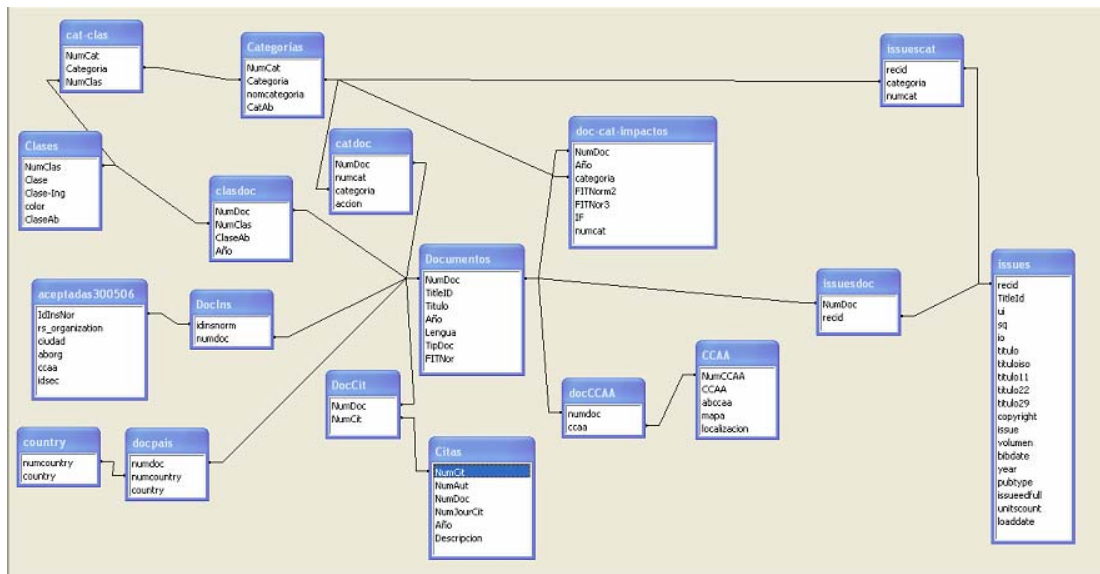 cat-clas
NumCat
Categoria
NumClas
Categorías
NumCat
Categoria
nomcategoria
CatAb
issuescat
recid
categoria
numcat
Clases
NumClas
Clase
Clase-Ing
color
ClaseAb
clasdoc
NumDoc
NumClas
ClaseAb
Año
catdoc
NumDoc
numcat
categoria
accion
doc-cat-impactos
NumDoc
Año
categoria
FITNorm2
FITNor3
IF
numcat
aceptadas300506
IdInsNor
rs_organization
ciudad
aborg
ccaa
idsec
DocIns
idinsnorm
numdoc
Documentos
NumDoc
TitleID
Titulo
Año
Lengua
TipDoc
FITNor
issuesdoc
NumDoc
recid
issues
recid
TitleId
ui
sq
io
titulo
tituloiso
titulo11
titulo22
titulo29
copyright
issue
volumen
bibdate
year
pubtype
issueedfull
unitscount
loaddate
country
numcountry
country
docpais
numdoc
numcountry
country
DocCit
NumDoc
NumCit
Citas
NumCit
NumAut
NumDoc
NumJourCit
Año
Descripcion
docCCAA
numdoc
ccaa
CCAA
NumCCAA
CCAA
abccaa
mapa
localizacion